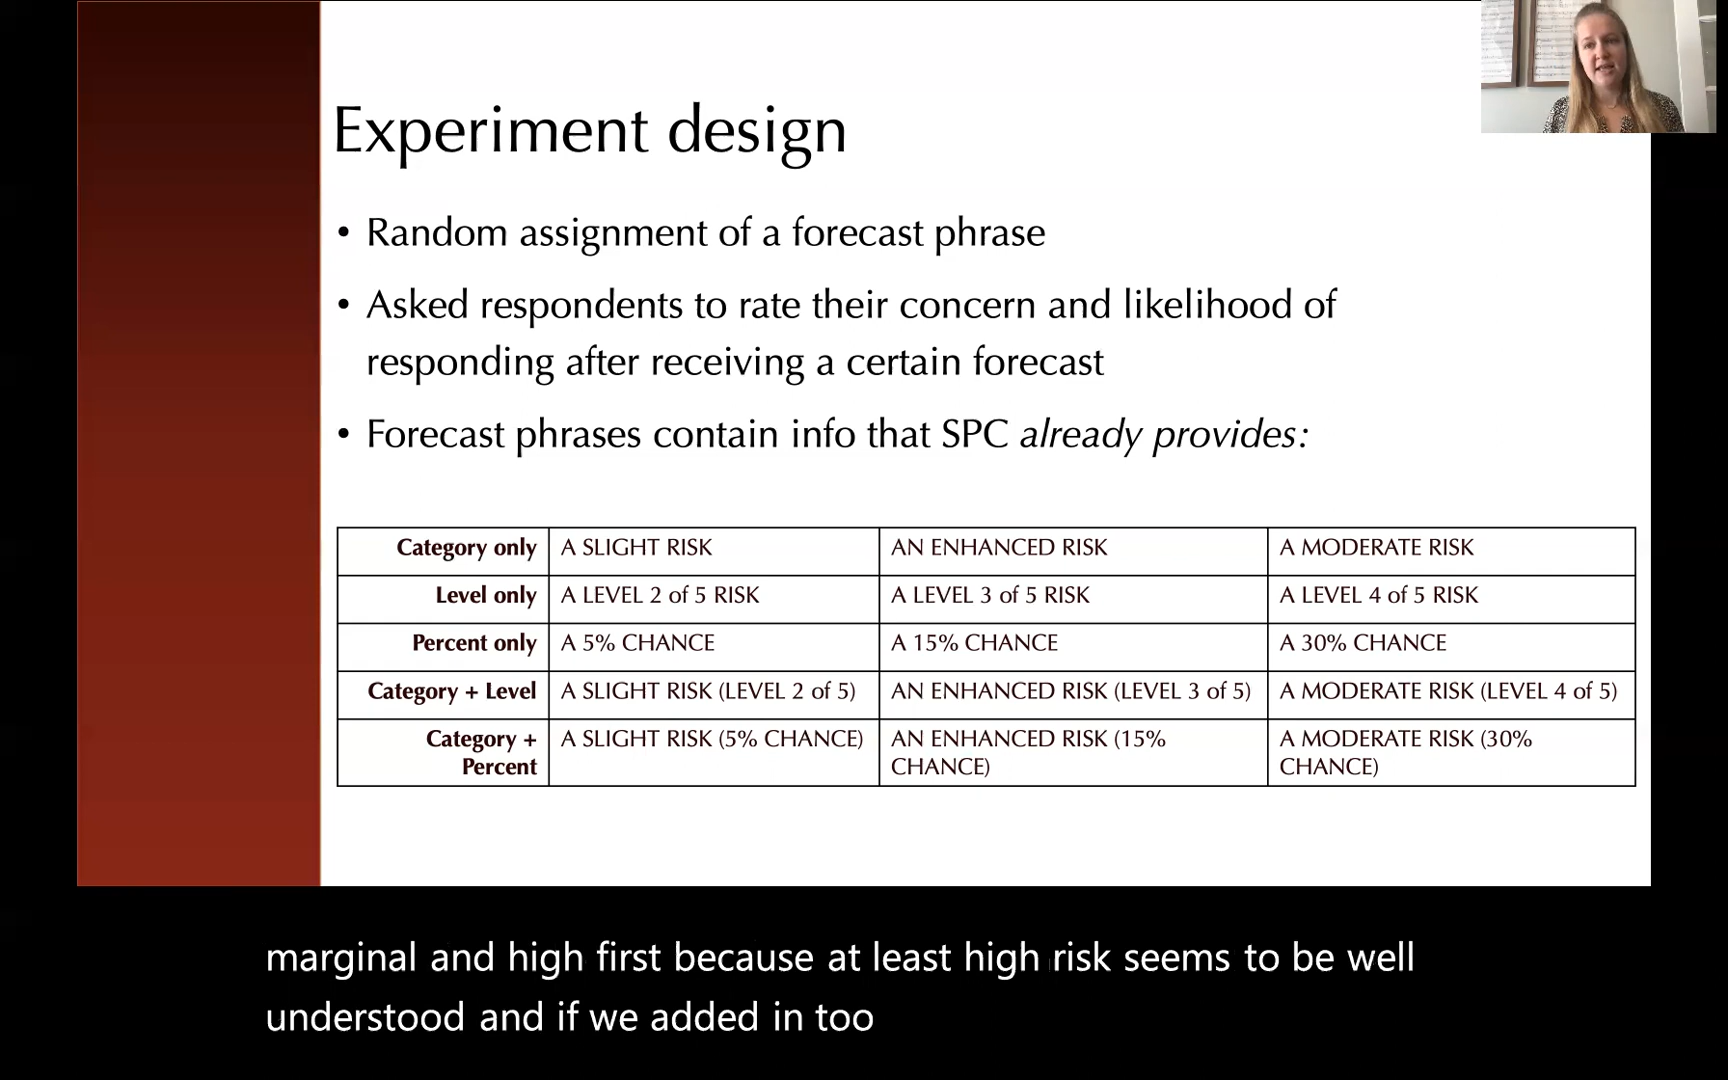 Experiment design
• Random assignment of a forecast phrase
• Asked respondents to rate their concern and likelihood of
responding after receiving a certain forecast
• Forecast phrases contain info that SPC already provides:
Category only A SLIGHT RISK AN ENHANCED RISK A MODERATE RISK
Level only A LEVEL 2 of 5 RISK A LEVEL 3 of 5 RISK A LEVEL 4 of 5 RISK
Percent only A 5% CHANCE A 15% CHANCE A 30% CHANCE
Category + Level A SLIGHT RISK (LEVEL 2 of 5) AN ENHANCED RISK (LEVEL 3 of 5) A MODERATE RISK (LEVEL 4 of 5)
Category + A SLIGHT RISK (5% CHANCE) AN ENHANCED RISK (15% A MODERATE RISK (30%
Percent CHANCE) CHANCE)
marginal and high first because at least high risk seems to be well
understood and if we added in too